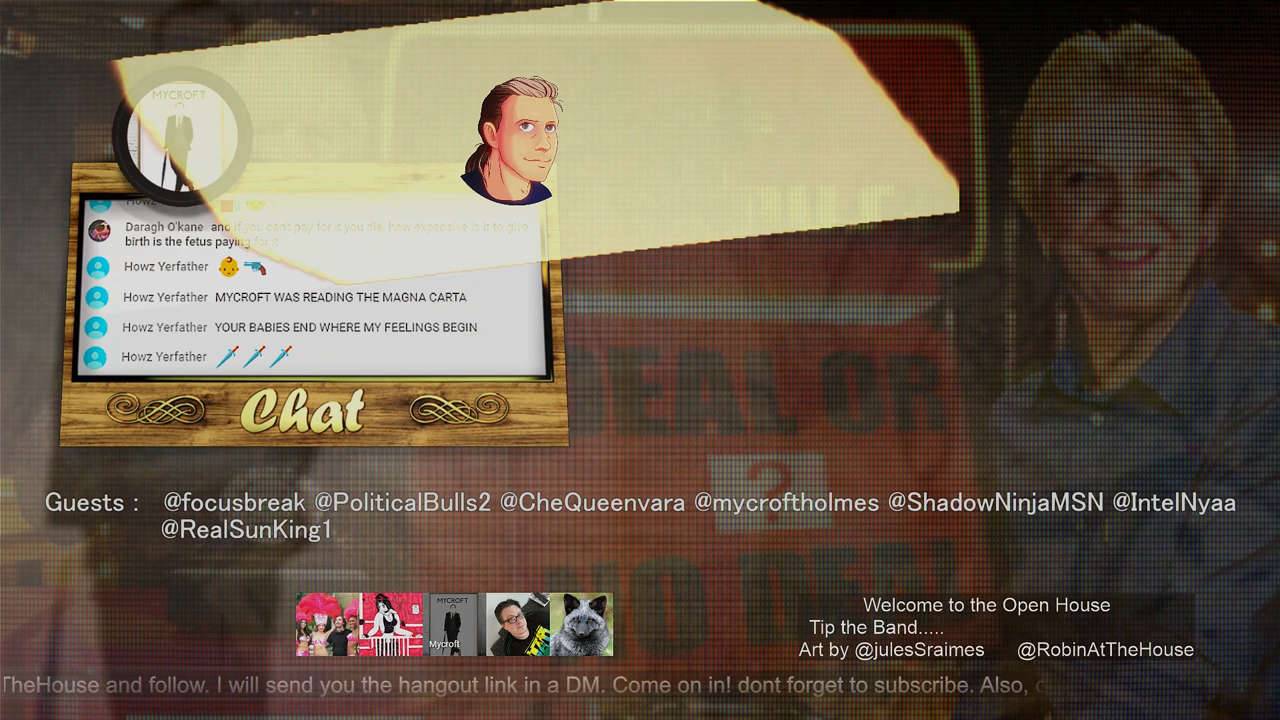 MYCROFT
Howz
Daragh O'kane and if you can't pay for it you die. how expensive is it to give
birth is the fetus paying for it
Howz Yerfather
Howz Yerfather MYCROFT WAS READING THE MAGNA CARTA
Howz Yerfather YOUR BABIES END WHERE MY FEELINGS BEGIN
Howz Yerfather
Chat
DEAL OR
?
NO DEAL
Guests : @focusbreak @PoliticalBulls2 @CheQueenvara @mycroftholmes @ShadowNinjaMSN @IntelNyaa
@RealSunKing1
MYCROFT
Mycroft
Welcome to the Open House
Tip the Band.....
Art by @julesSraimes @RobinAtTheHouse
TheHouse and follow. I will send you the hangout link in a DM. Come on in! dont forget to subscribe. Also,